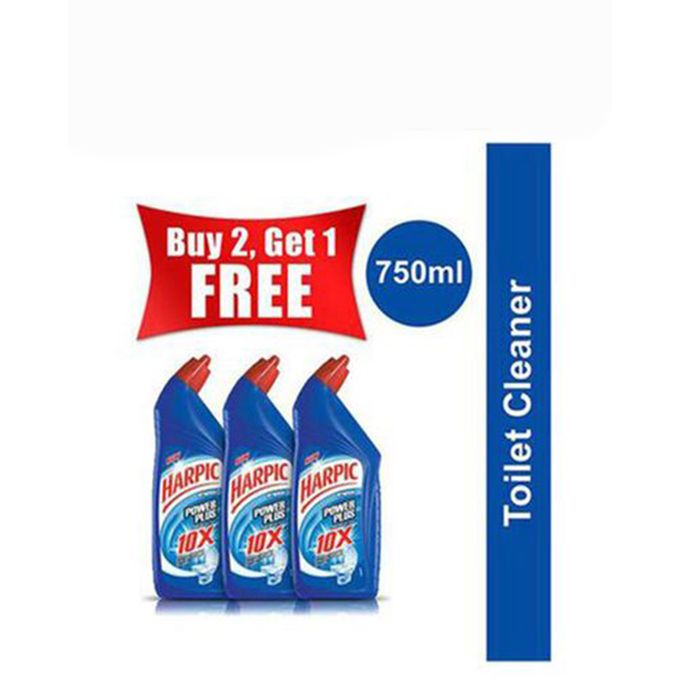 Buy 2, Get 1
FREE
750ml
Toilet Cleaner
HARPIC
POWER
PLUS
10X
HARPIC
POWER
PLUS
10X
HARPIC
POWER
PLUS
10X